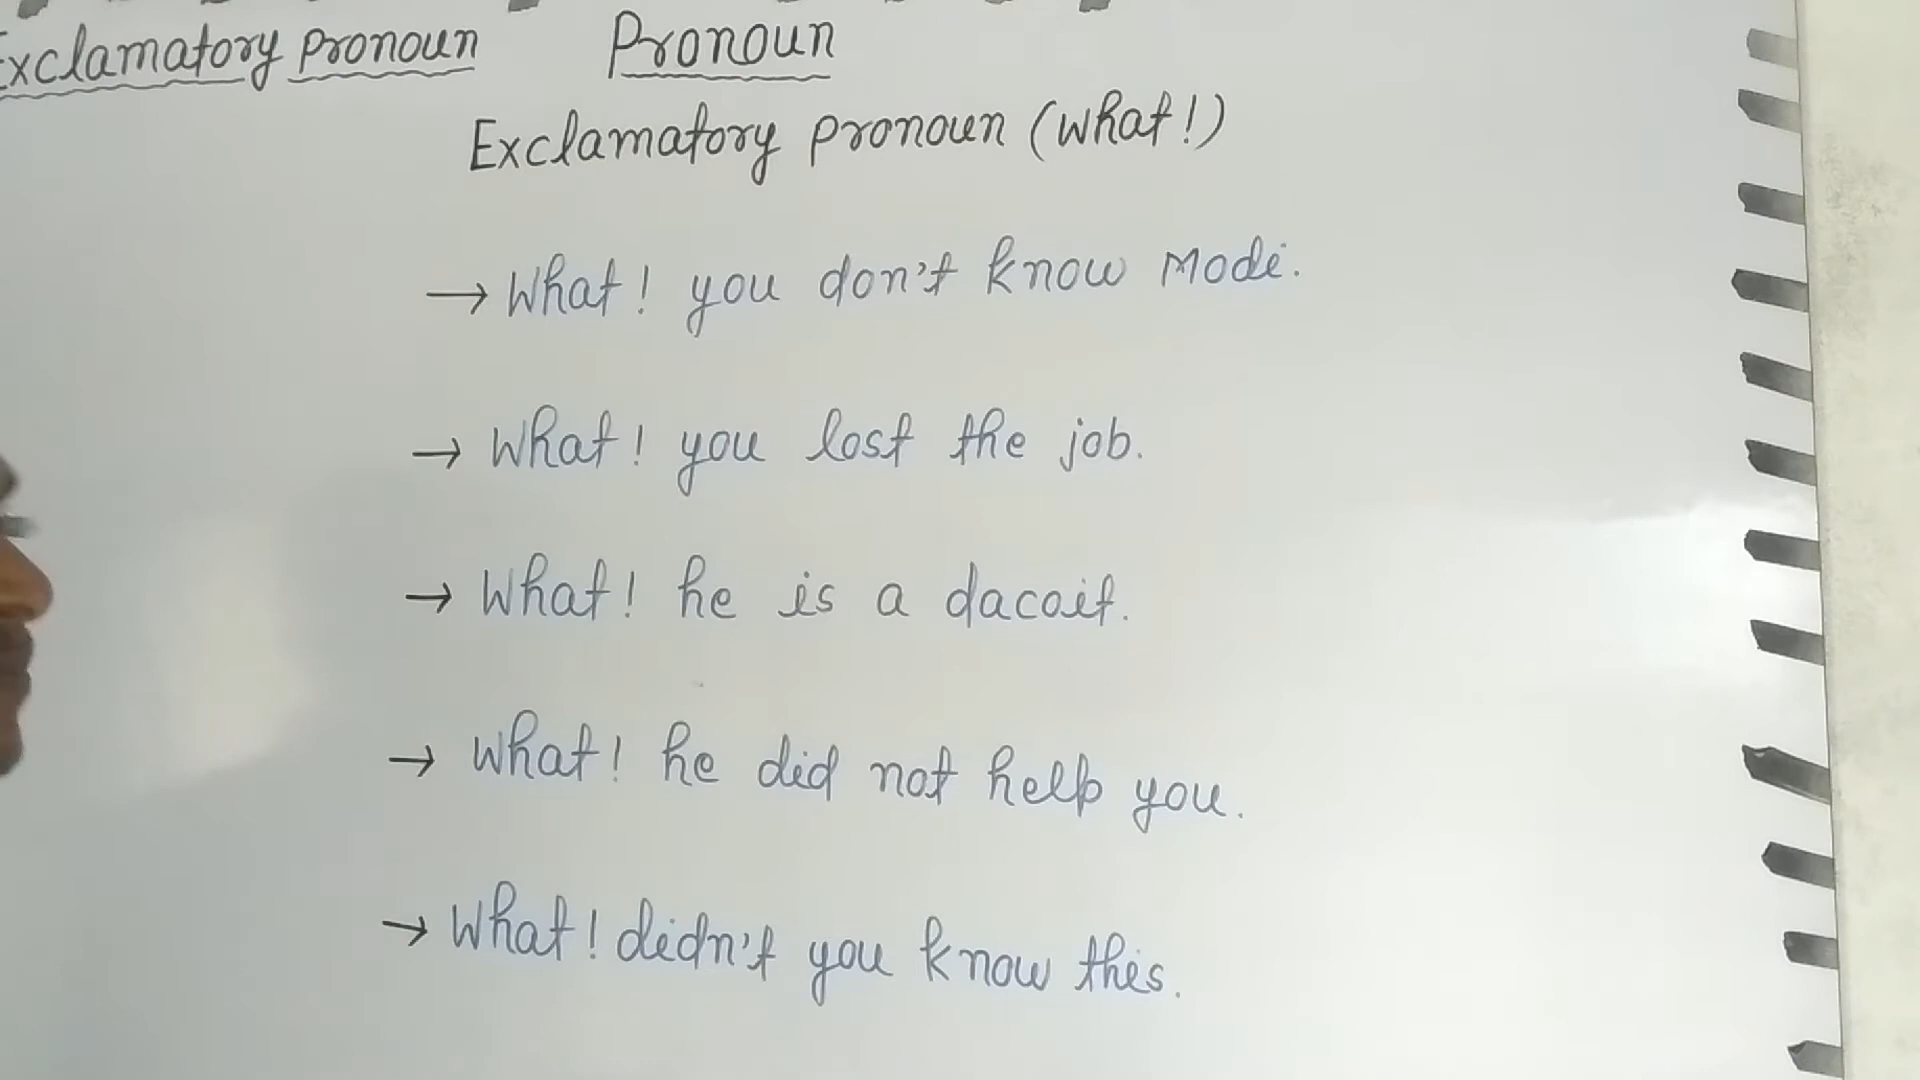 Exclamatory pronoun Pronoun
Exclamatory pronoun (what!)
→ What! you don't know Modi.
→ What! you lost the job.
→ What! he is a dacoit.
→ What! he did not help you.
→ What! didn't you know this.